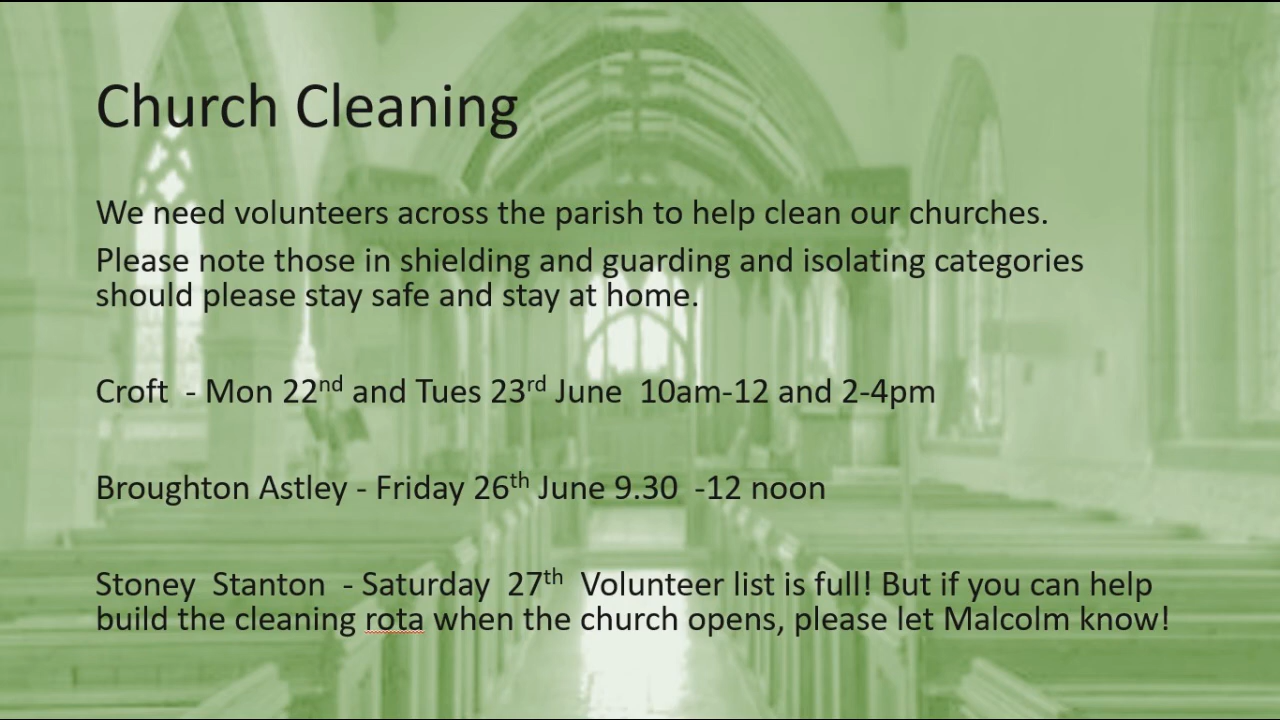 Church Cleaning
We need volunteers across the parish to help clean our churches.
Please note those in shielding and guarding and isolating categories
should please stay safe and stay at home.
Croft  - Mon 22nd and Tues 23rd June  10am-12 and 2-4pm
Broughton Astley - Friday 26th June 9.30  -12 noon
Stoney  Stanton  - Saturday  27th  Volunteer list is full! But if you can help
build the cleaning rota when the church opens, please let Malcolm know!